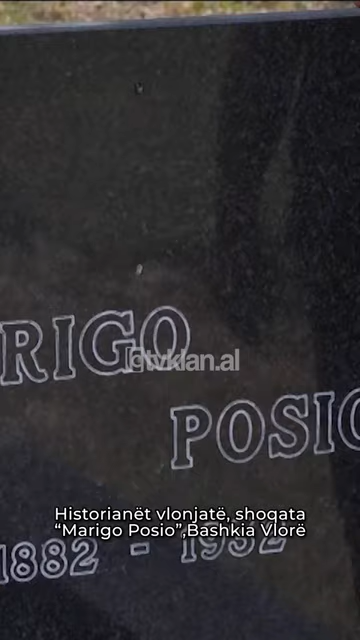 RIGO
tvklan.al
POSIO
Historianët vlonjatë, shoqata
“Marigo Posio”,Bashkia Vlorë
1882 - 1932